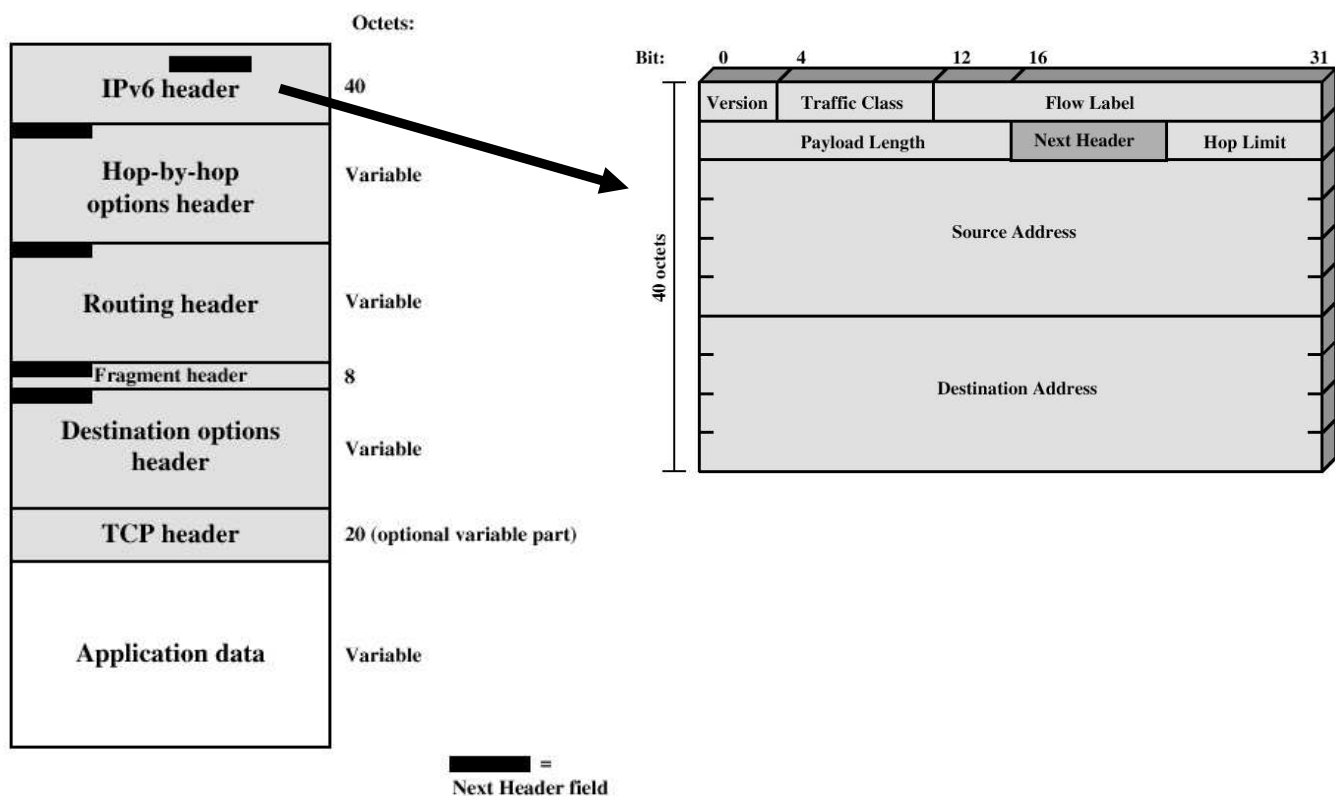 Octets:
IPv6 header
40
Hop-by-hop
options header
Variable
Routing header
Variable
Fragment header
8
Destination options
header
Variable
TCP header
20 (optional variable part)
Application data
Variable
=
Next Header field
Bit: 0 4 12 16 31
Version Traffic Class Flow Label
Payload Length Next Header Hop Limit
Source Address
40 octets
Destination Address